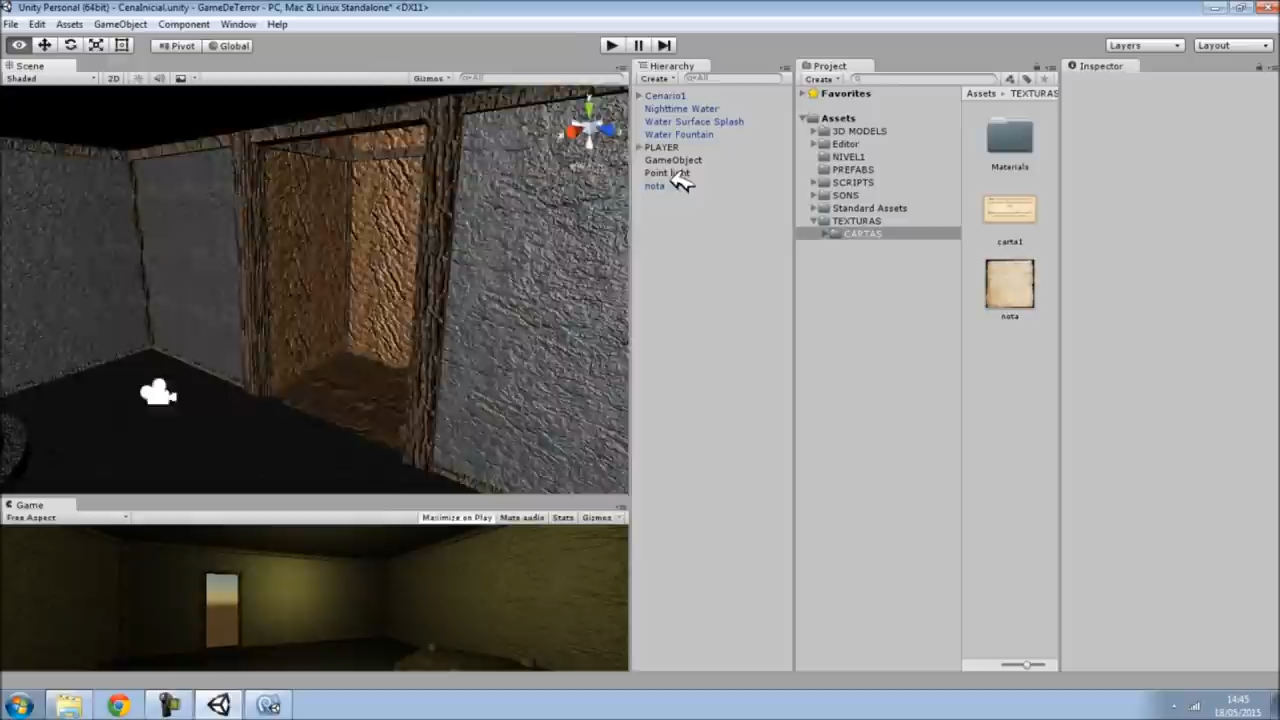 Unity Personal (64bit) - CenaInicial.unity - GameDeTerror - PC, Mac & Linux Standalone* <DX11>
File Edit Assets GameObject Component Window Help
Pivot Global Layers Layout
Scene Hierarchy Project Inspector
Shaded 2D Gizmos Create Create
Cenario1
Nighttime Water
Water Surface Splash
Water Fountain
PLAYER
GameObject
Point light
nota
Favorites
Assets
3D MODELS
Editor
NIVEL1
PREFABS
SCRIPTS
SONS
Standard Assets
TEXTURAS
CARTAS
Assets TEXTURAS
Materials
carta1
nota
Game
Free Aspect Maximize on Play Mute audio Stats Gizmos
14:45
18/05/2015